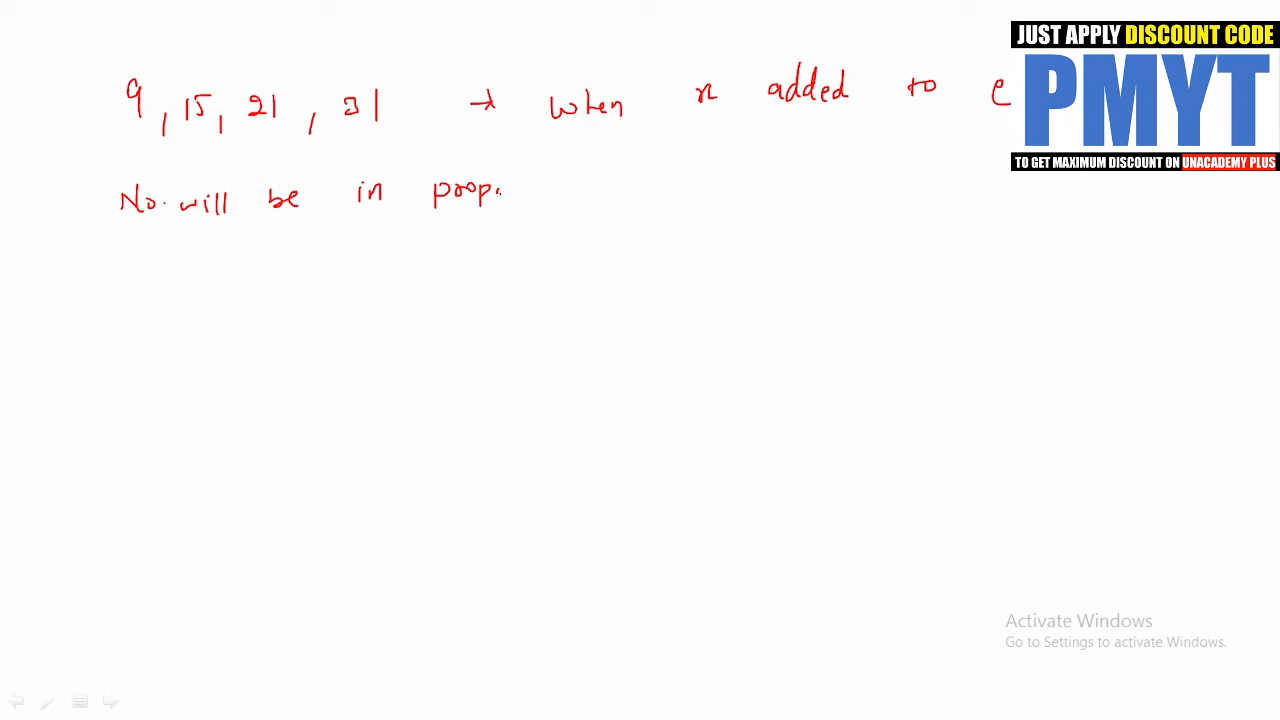 9, 15, 21, 31 → when x added to e
No. will be in prop.
JUST APPLY DISCOUNT CODE
PMYT
TO GET MAXIMUM DISCOUNT ON UNACADEMY PLUS
Activate Windows
Go to Settings to activate Windows.